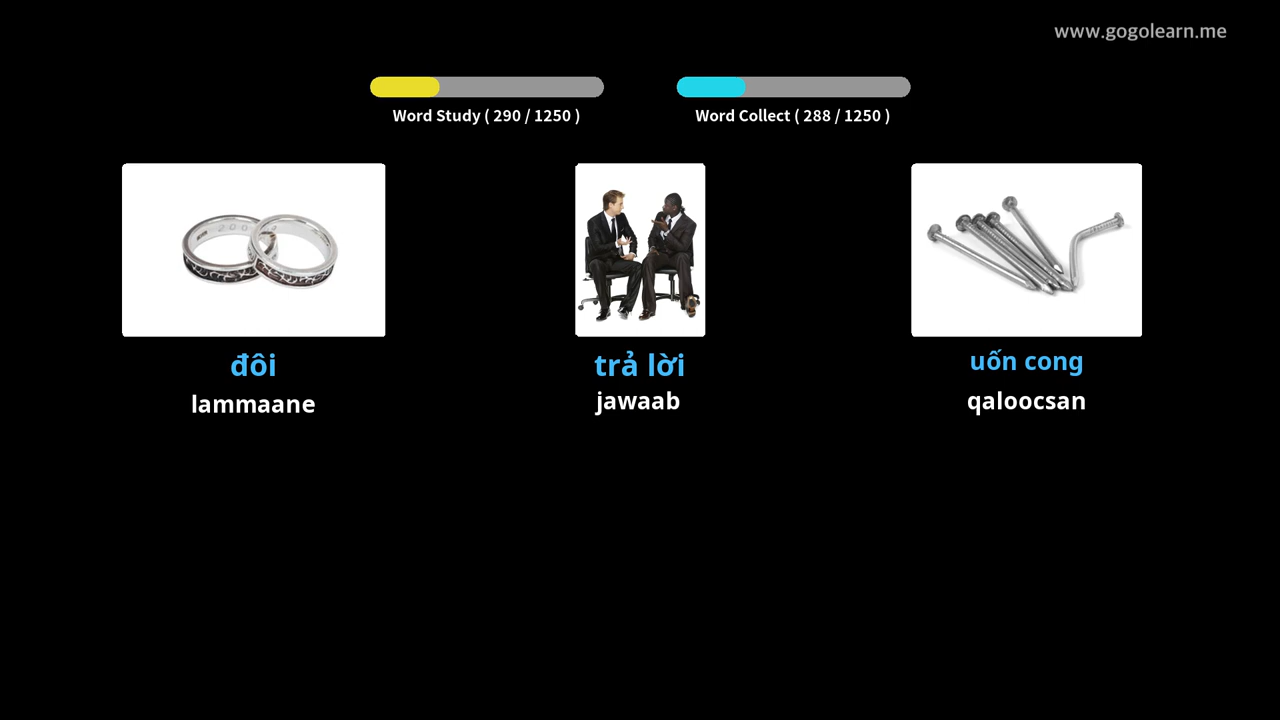 www.gogolearn.me
Word Study ( 290 / 1250 )
Word Collect ( 288 / 1250 )
đôi
lammaane
trả lời
jawaab
uốn cong
qaloocsan